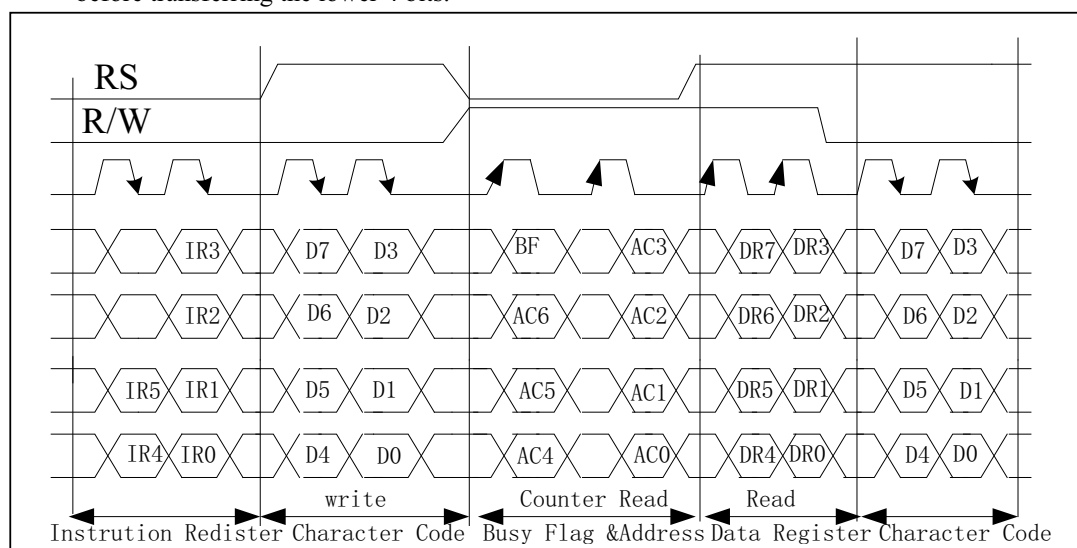 before transferring the lower 4 bits.
RS
R/W
IR3 D7 D3 BF AC3 DR7 DR3 D7 D3
IR2 D6 D2 AC6 AC2 DR6 DR2 D6 D2
IR5 IR1 D5 D1 AC5 AC1 DR5 DR1 D5 D1
IR4 IR0 D4 D0 AC4 AC0 DR4 DR0 D4 D0
write Counter Read Read
Instrution Redister Character Code Busy Flag &Address Data Register Character Code